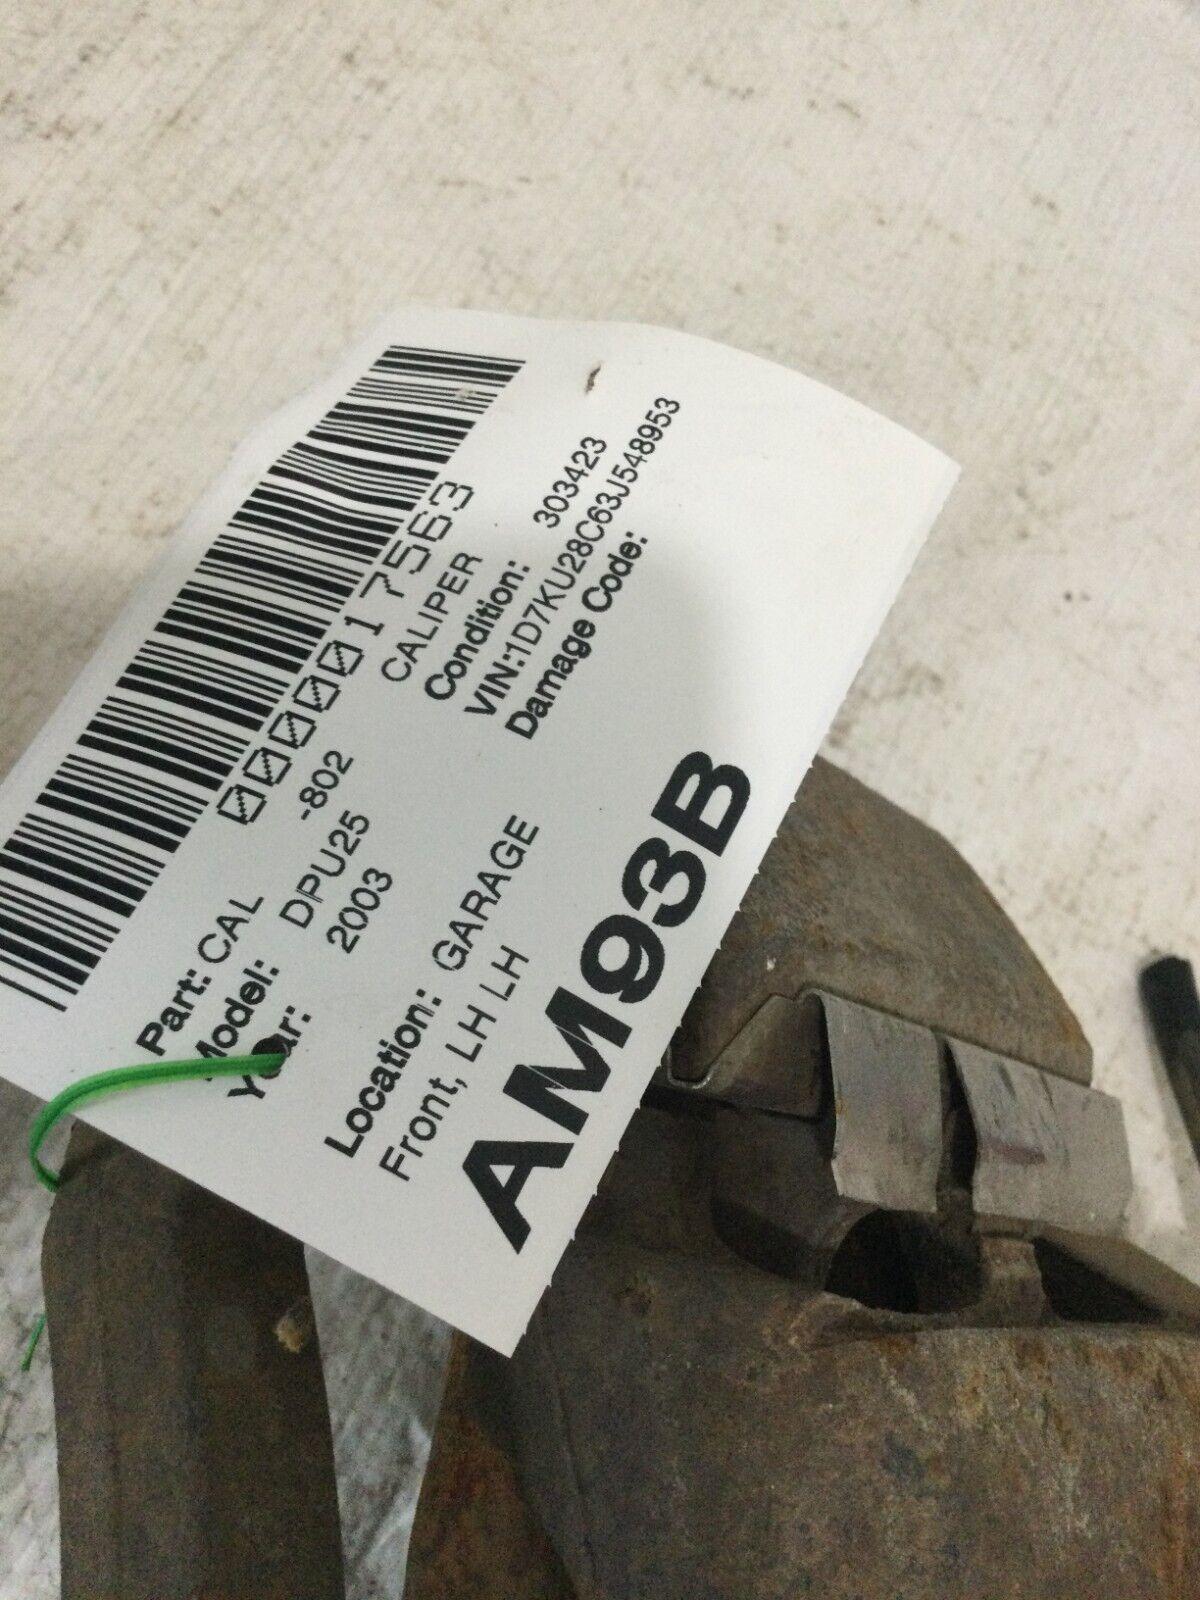 000017563
Part: CAL -802 CALIPER
Model: DPU25 Condition: 303423
Year: 2003 VIN:1D7KU28C63J548953
Damage Code:
Location: GARAGE
Front, LH LH
AM93B